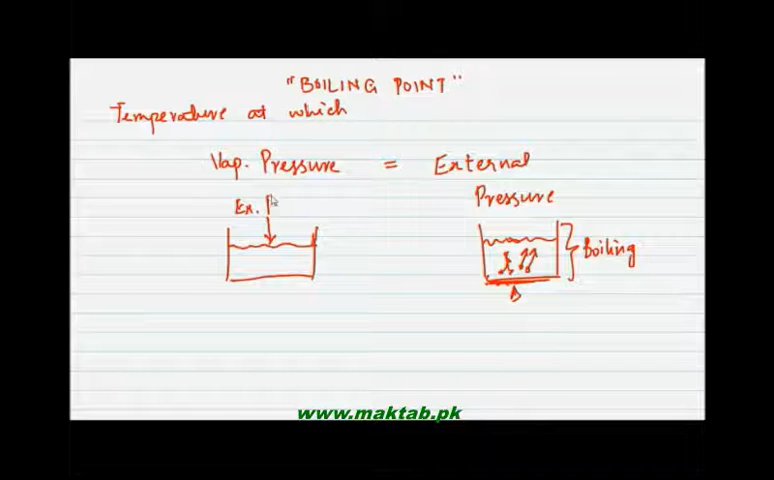 "BOILING POINT"
Temperature at which
Vap. Pressure = External
Pressure
Ex. P
Boiling
www.maktab.pk